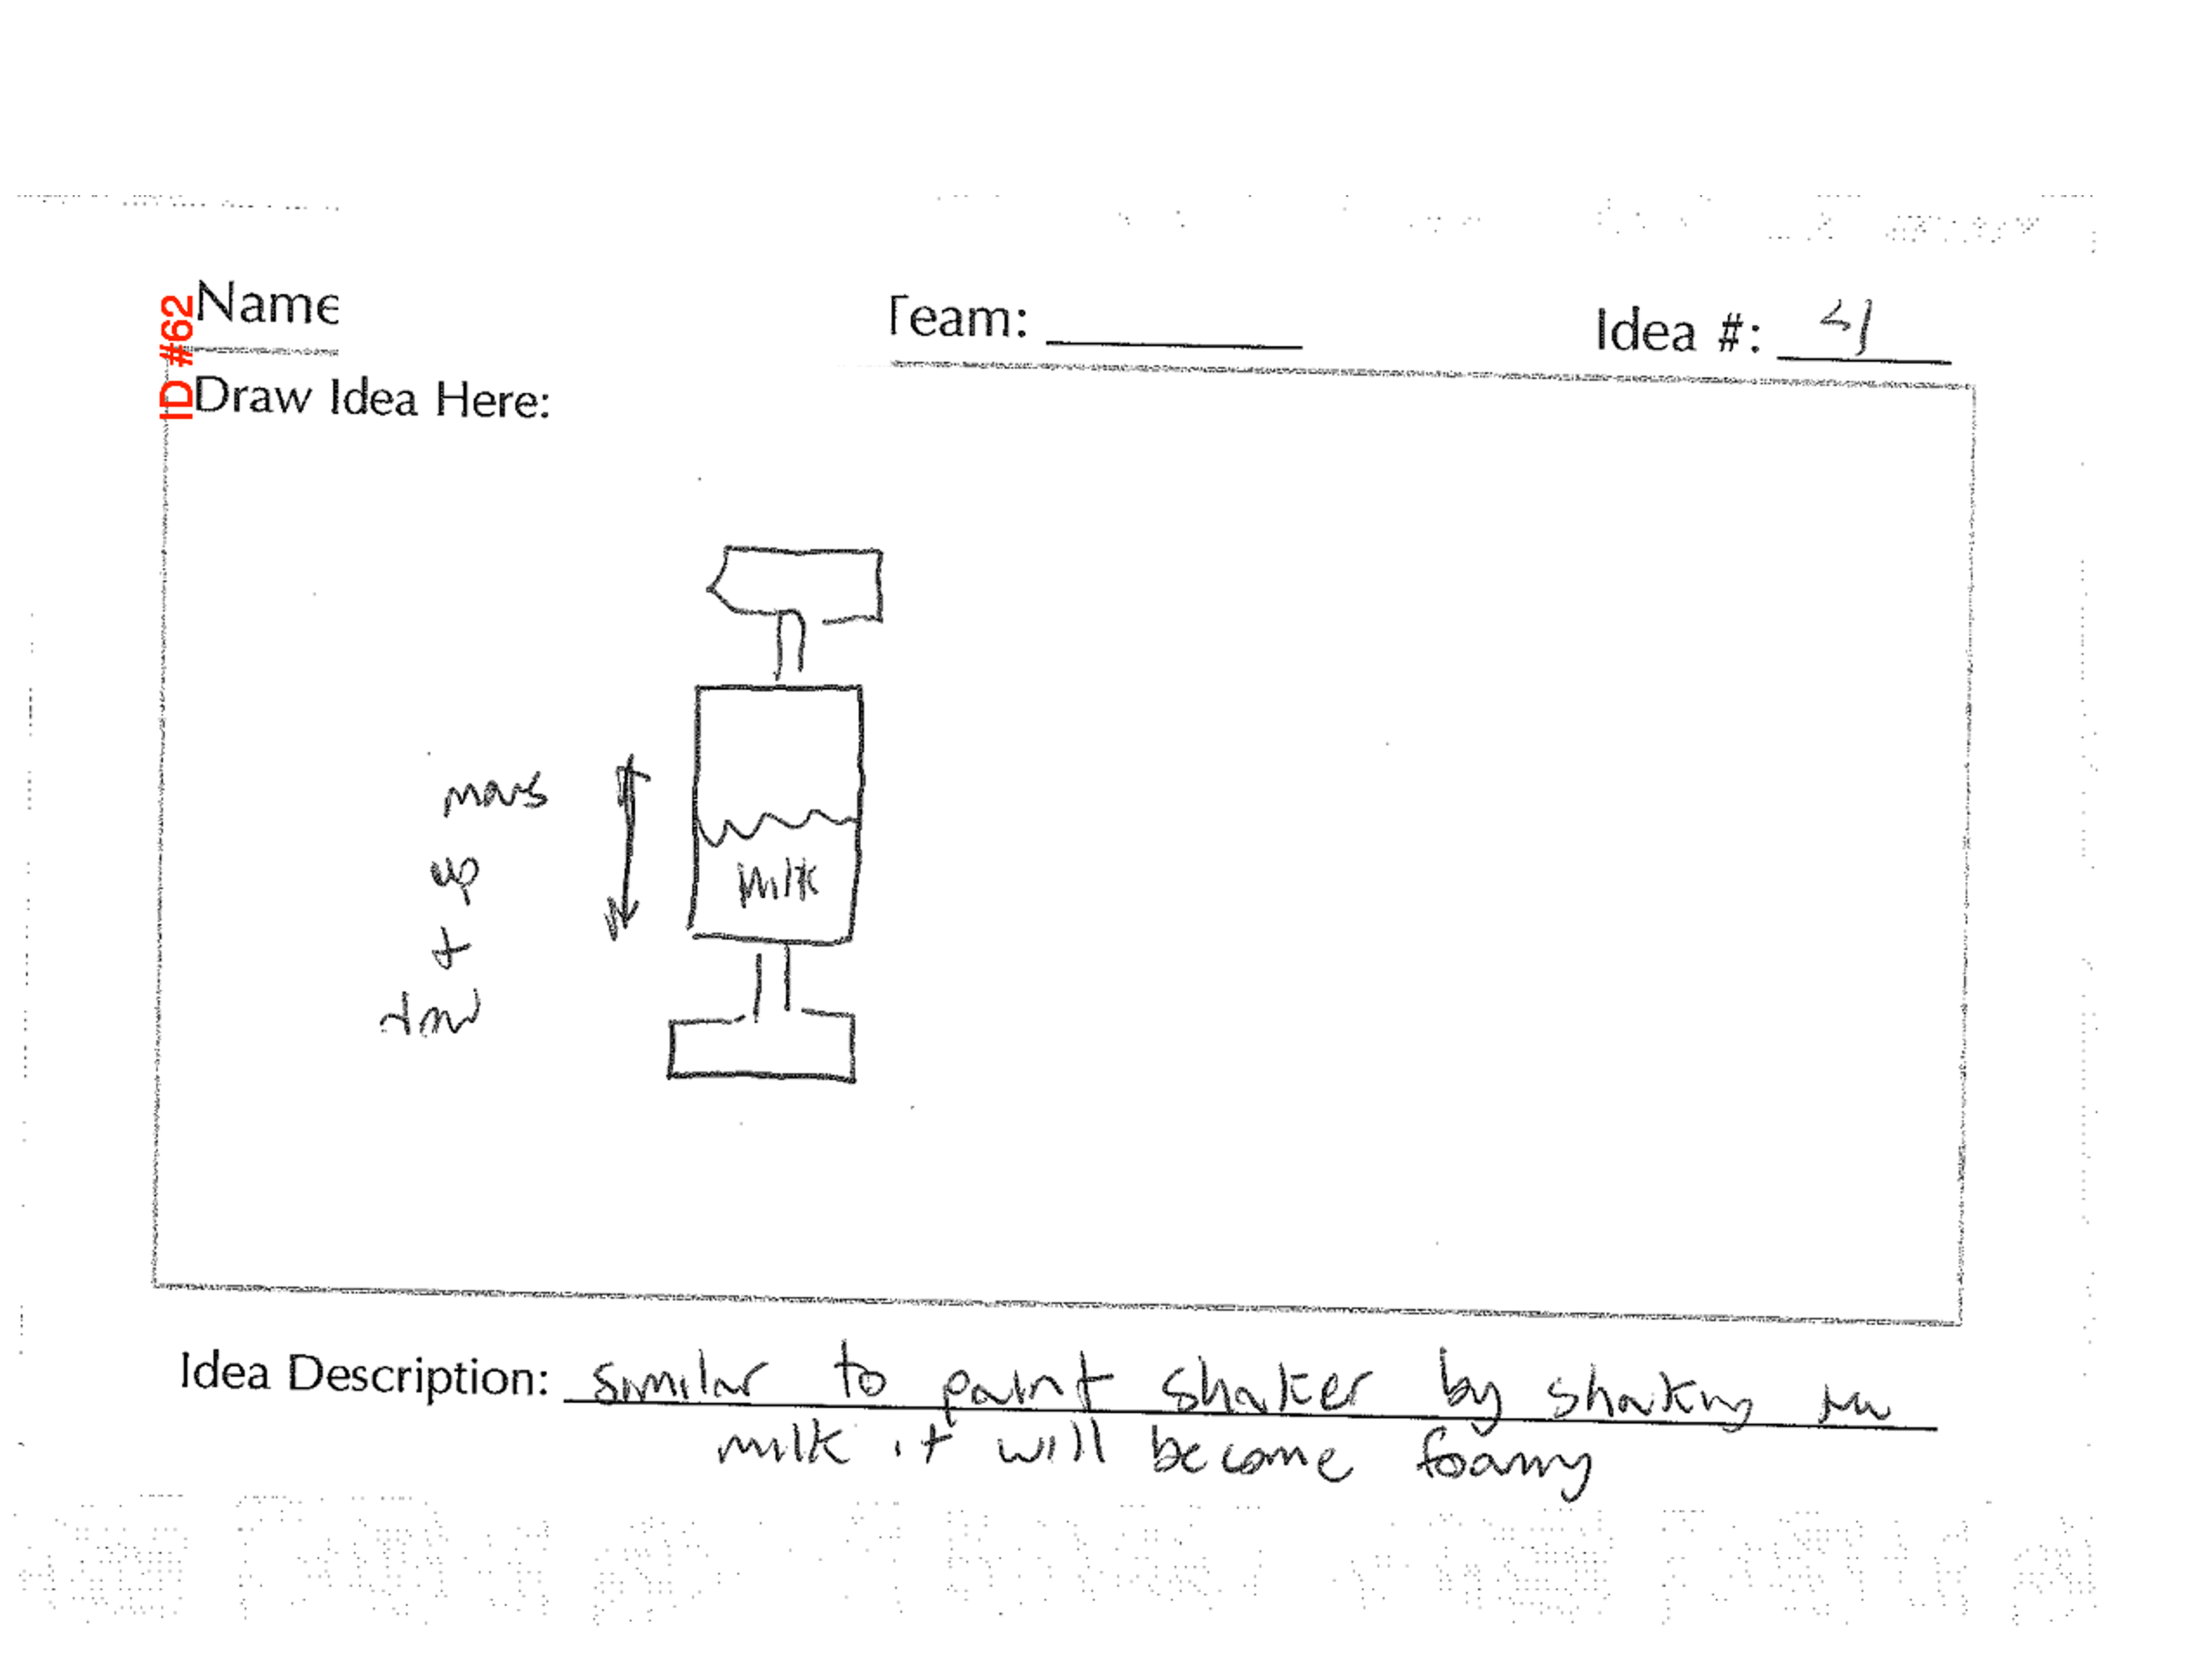 ID #62
Name
Team:
Idea #: 4
Draw Idea Here:
moves
up
+
down
Milk
Idea Description: similar to paint shaker by shaking the
milk it will become foamy